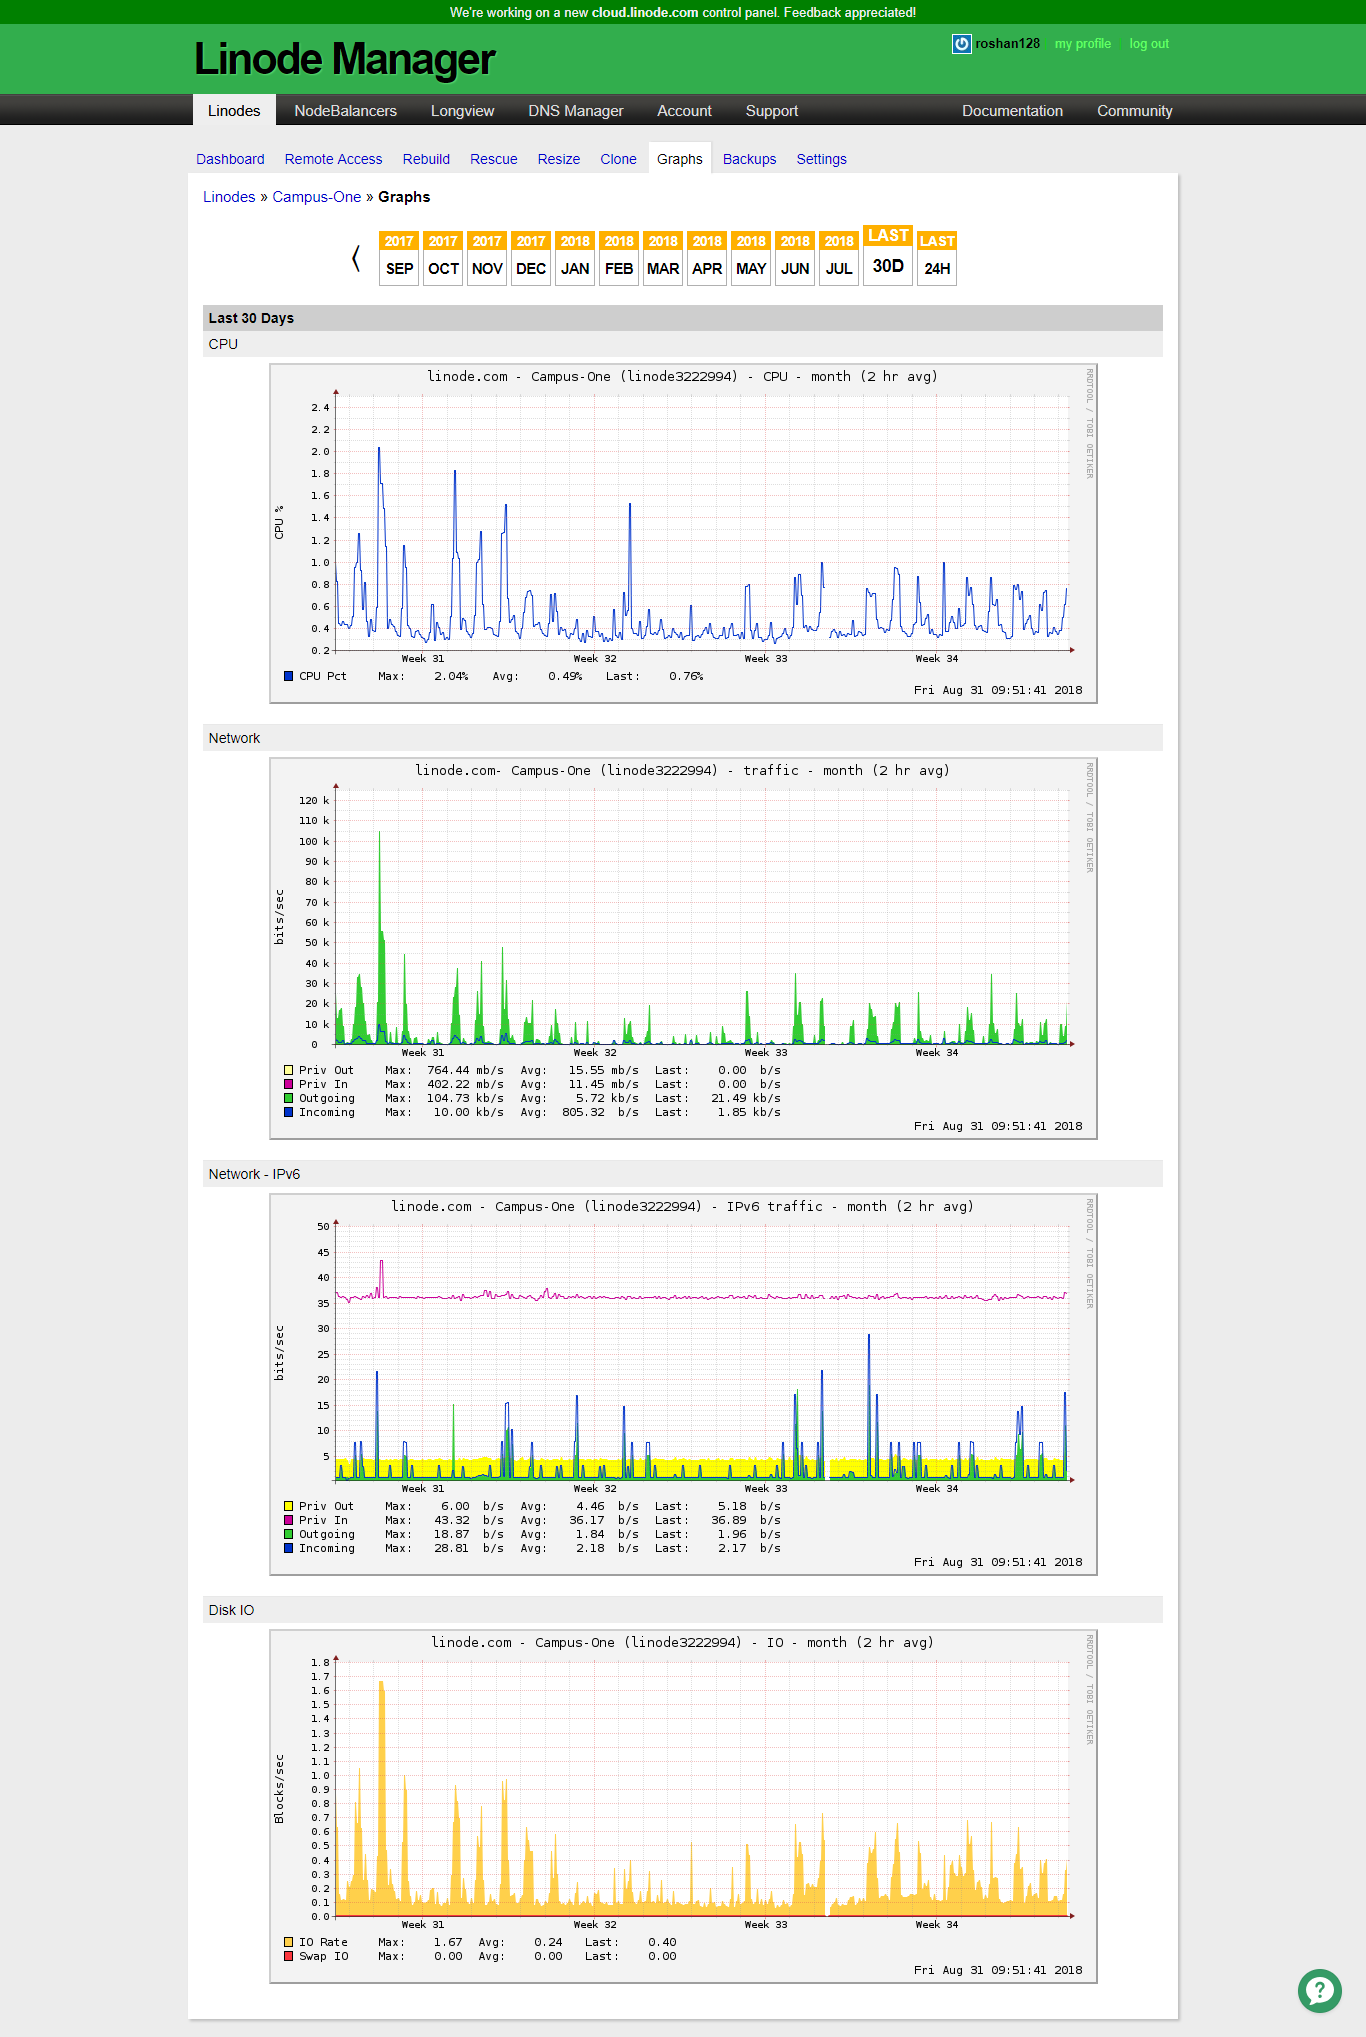 We're working on a new cloud.linode.com control panel. Feedback appreciated!
Linode Manager
roshan128 my profile log out
Linodes NodeBalancers Longview DNS Manager Account Support Documentation Community
Dashboard Remote Access Rebuild Rescue Resize Clone Graphs Backups Settings
Linodes » Campus-One » Graphs
2017 2017 2017 2017 2018 2018 2018 2018 2018 2018 2018 LAST LAST
SEP OCT NOV DEC JAN FEB MAR APR MAY JUN JUL 30D 24H
Last 30 Days
CPU
linode.com - Campus-One (linode3222994) - CPU - month (2 hr avg)
RRDTOOL / TOBI OETIKER
CPU %
2.4
2.2
2.0
1.8
1.6
1.4
1.2
1.0
0.8
0.6
0.4
0.2
Week 31 Week 32 Week 33 Week 34
CPU Pct Max: 2.04% Avg: 0.49% Last: 0.76%
Fri Aug 31 09:51:41 2018
Network
linode.com- Campus-One (linode3222994) - traffic - month (2 hr avg)
RRDTOOL / TOBI OETIKER
bits/sec
120 k
110 k
100 k
90 k
80 k
70 k
60 k
50 k
40 k
30 k
20 k
10 k
0
Week 31 Week 32 Week 33 Week 34
Priv Out Max: 764.44 mb/s Avg: 15.55 mb/s Last: 0.00 b/s
Priv In Max: 402.22 mb/s Avg: 11.45 mb/s Last: 0.00 b/s
Outgoing Max: 104.73 kb/s Avg: 5.72 kb/s Last: 21.49 kb/s
Incoming Max: 10.00 kb/s Avg: 805.32 b/s Last: 1.85 kb/s
Fri Aug 31 09:51:41 2018
Network - IPv6
linode.com - Campus-One (linode3222994) - IPv6 traffic - month (2 hr avg)
RRDTOOL / TOBI OETIKER
bits/sec
50
45
40
35
30
25
20
15
10
5
Week 31 Week 32 Week 33 Week 34
Priv Out Max: 6.00 b/s Avg: 4.46 b/s Last: 5.18 b/s
Priv In Max: 43.32 b/s Avg: 36.17 b/s Last: 36.89 b/s
Outgoing Max: 18.87 b/s Avg: 1.84 b/s Last: 1.96 b/s
Incoming Max: 28.81 b/s Avg: 2.18 b/s Last: 2.17 b/s
Fri Aug 31 09:51:41 2018
Disk IO
linode.com - Campus-One (linode3222994) - IO - month (2 hr avg)
RRDTOOL / TOBI OETIKER
Blocks/sec
1.8
1.7
1.6
1.5
1.4
1.3
1.2
1.1
1.0
0.9
0.8
0.7
0.6
0.5
0.4
0.3
0.2
0.1
0.0
Week 31 Week 32 Week 33 Week 34
IO Rate Max: 1.67 Avg: 0.24 Last: 0.40
Swap IO Max: 0.00 Avg: 0.00 Last: 0.00
Fri Aug 31 09:51:41 2018
?